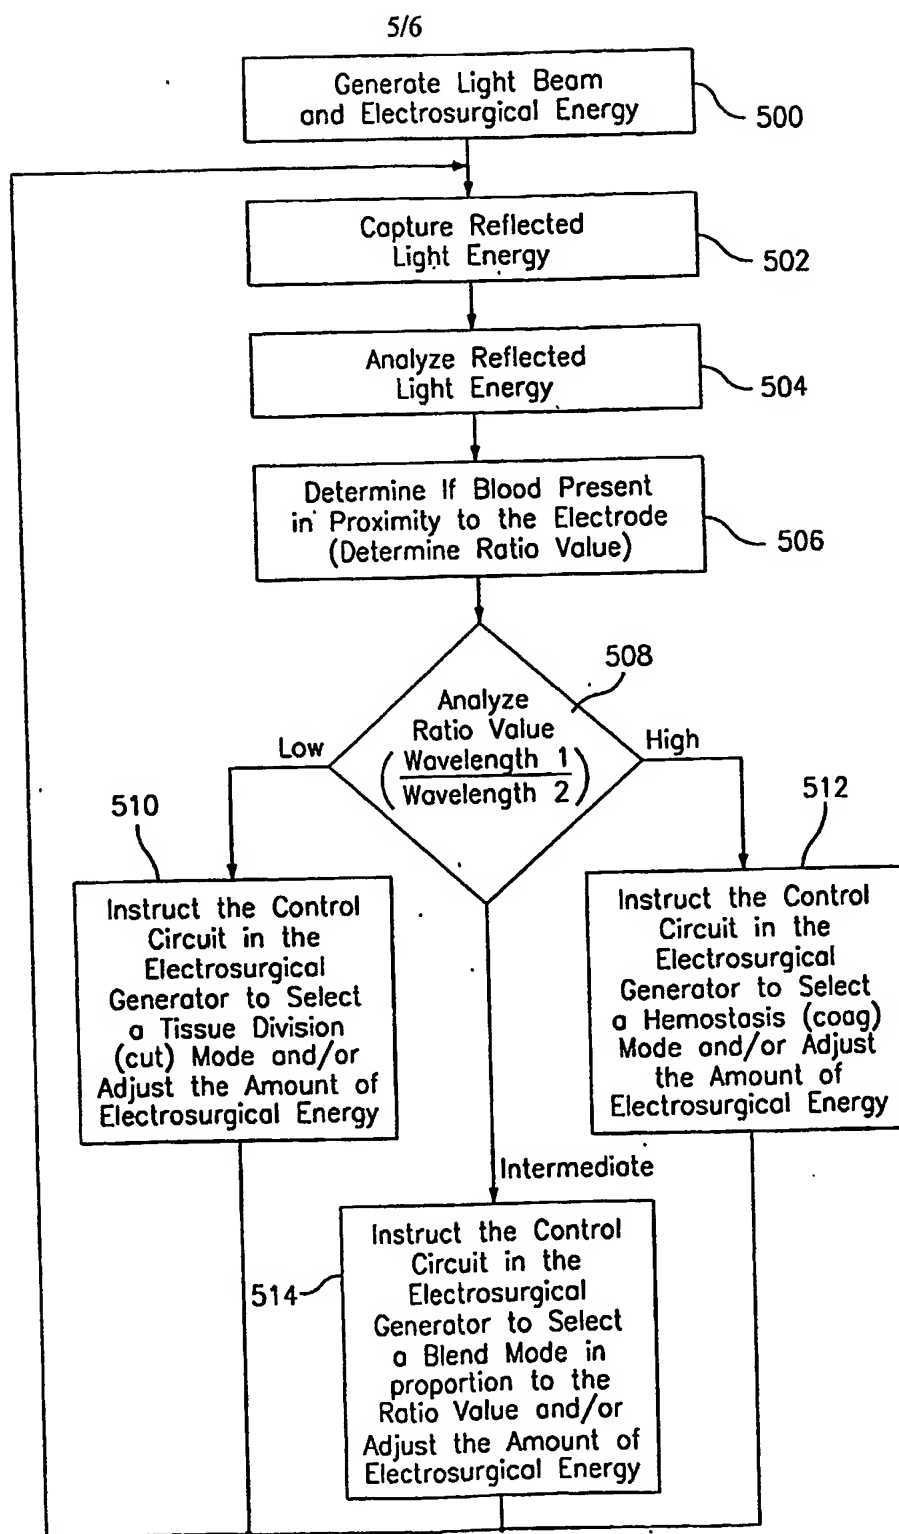 5/6
Generate Light Beam
and Electrosurgical Energy
500
Capture Reflected
Light Energy
502
Analyze Reflected
Light Energy
504
Determine If Blood Present
in Proximity to the Electrode
(Determine Ratio Value)
506
508
Analyze
Ratio Value
(Wavelength 1
Wavelength 2)
Low
High
510
512
Instruct the Control
Circuit in the
Electrosurgical
Generator to Select
a Tissue Division
(cut) Mode and/or
Adjust the Amount of
Electrosurgical Energy
Instruct the Control
Circuit in the
Electrosurgical
Generator to Select
a Hemostasis (coag)
Mode and/or Adjust
the Amount of
Electrosurgical Energy
Intermediate
514
Instruct the Control
Circuit in the
Electrosurgical
Generator to Select
a Blend Mode in
proportion to the
Ratio Value and/or
Adjust the Amount of
Electrosurgical Energy